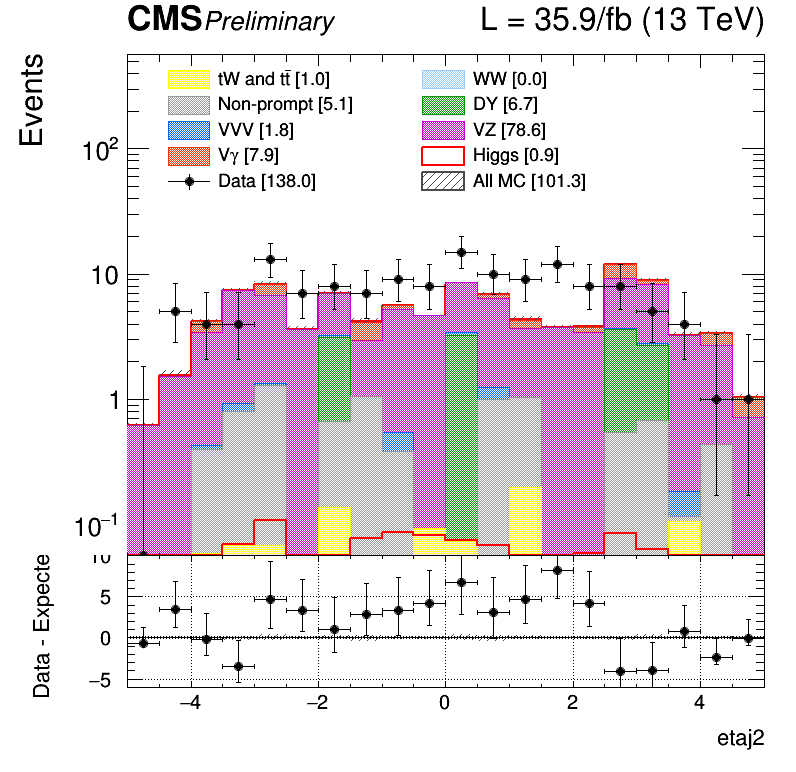 CMS Preliminary L = 35.9/fb (13 TeV)
Events
tW and tt̄ [1.0] WW [0.0]
Non-prompt [5.1] DY [6.7]
VVV [1.8] VZ [78.6]
Vγ [7.9] Higgs [0.9]
Data [138.0] All MC [101.3]
10²
10
1
10⁻¹
Data - Expecte
10
5
0
−5
−4 −2 0 2 4
etaj2